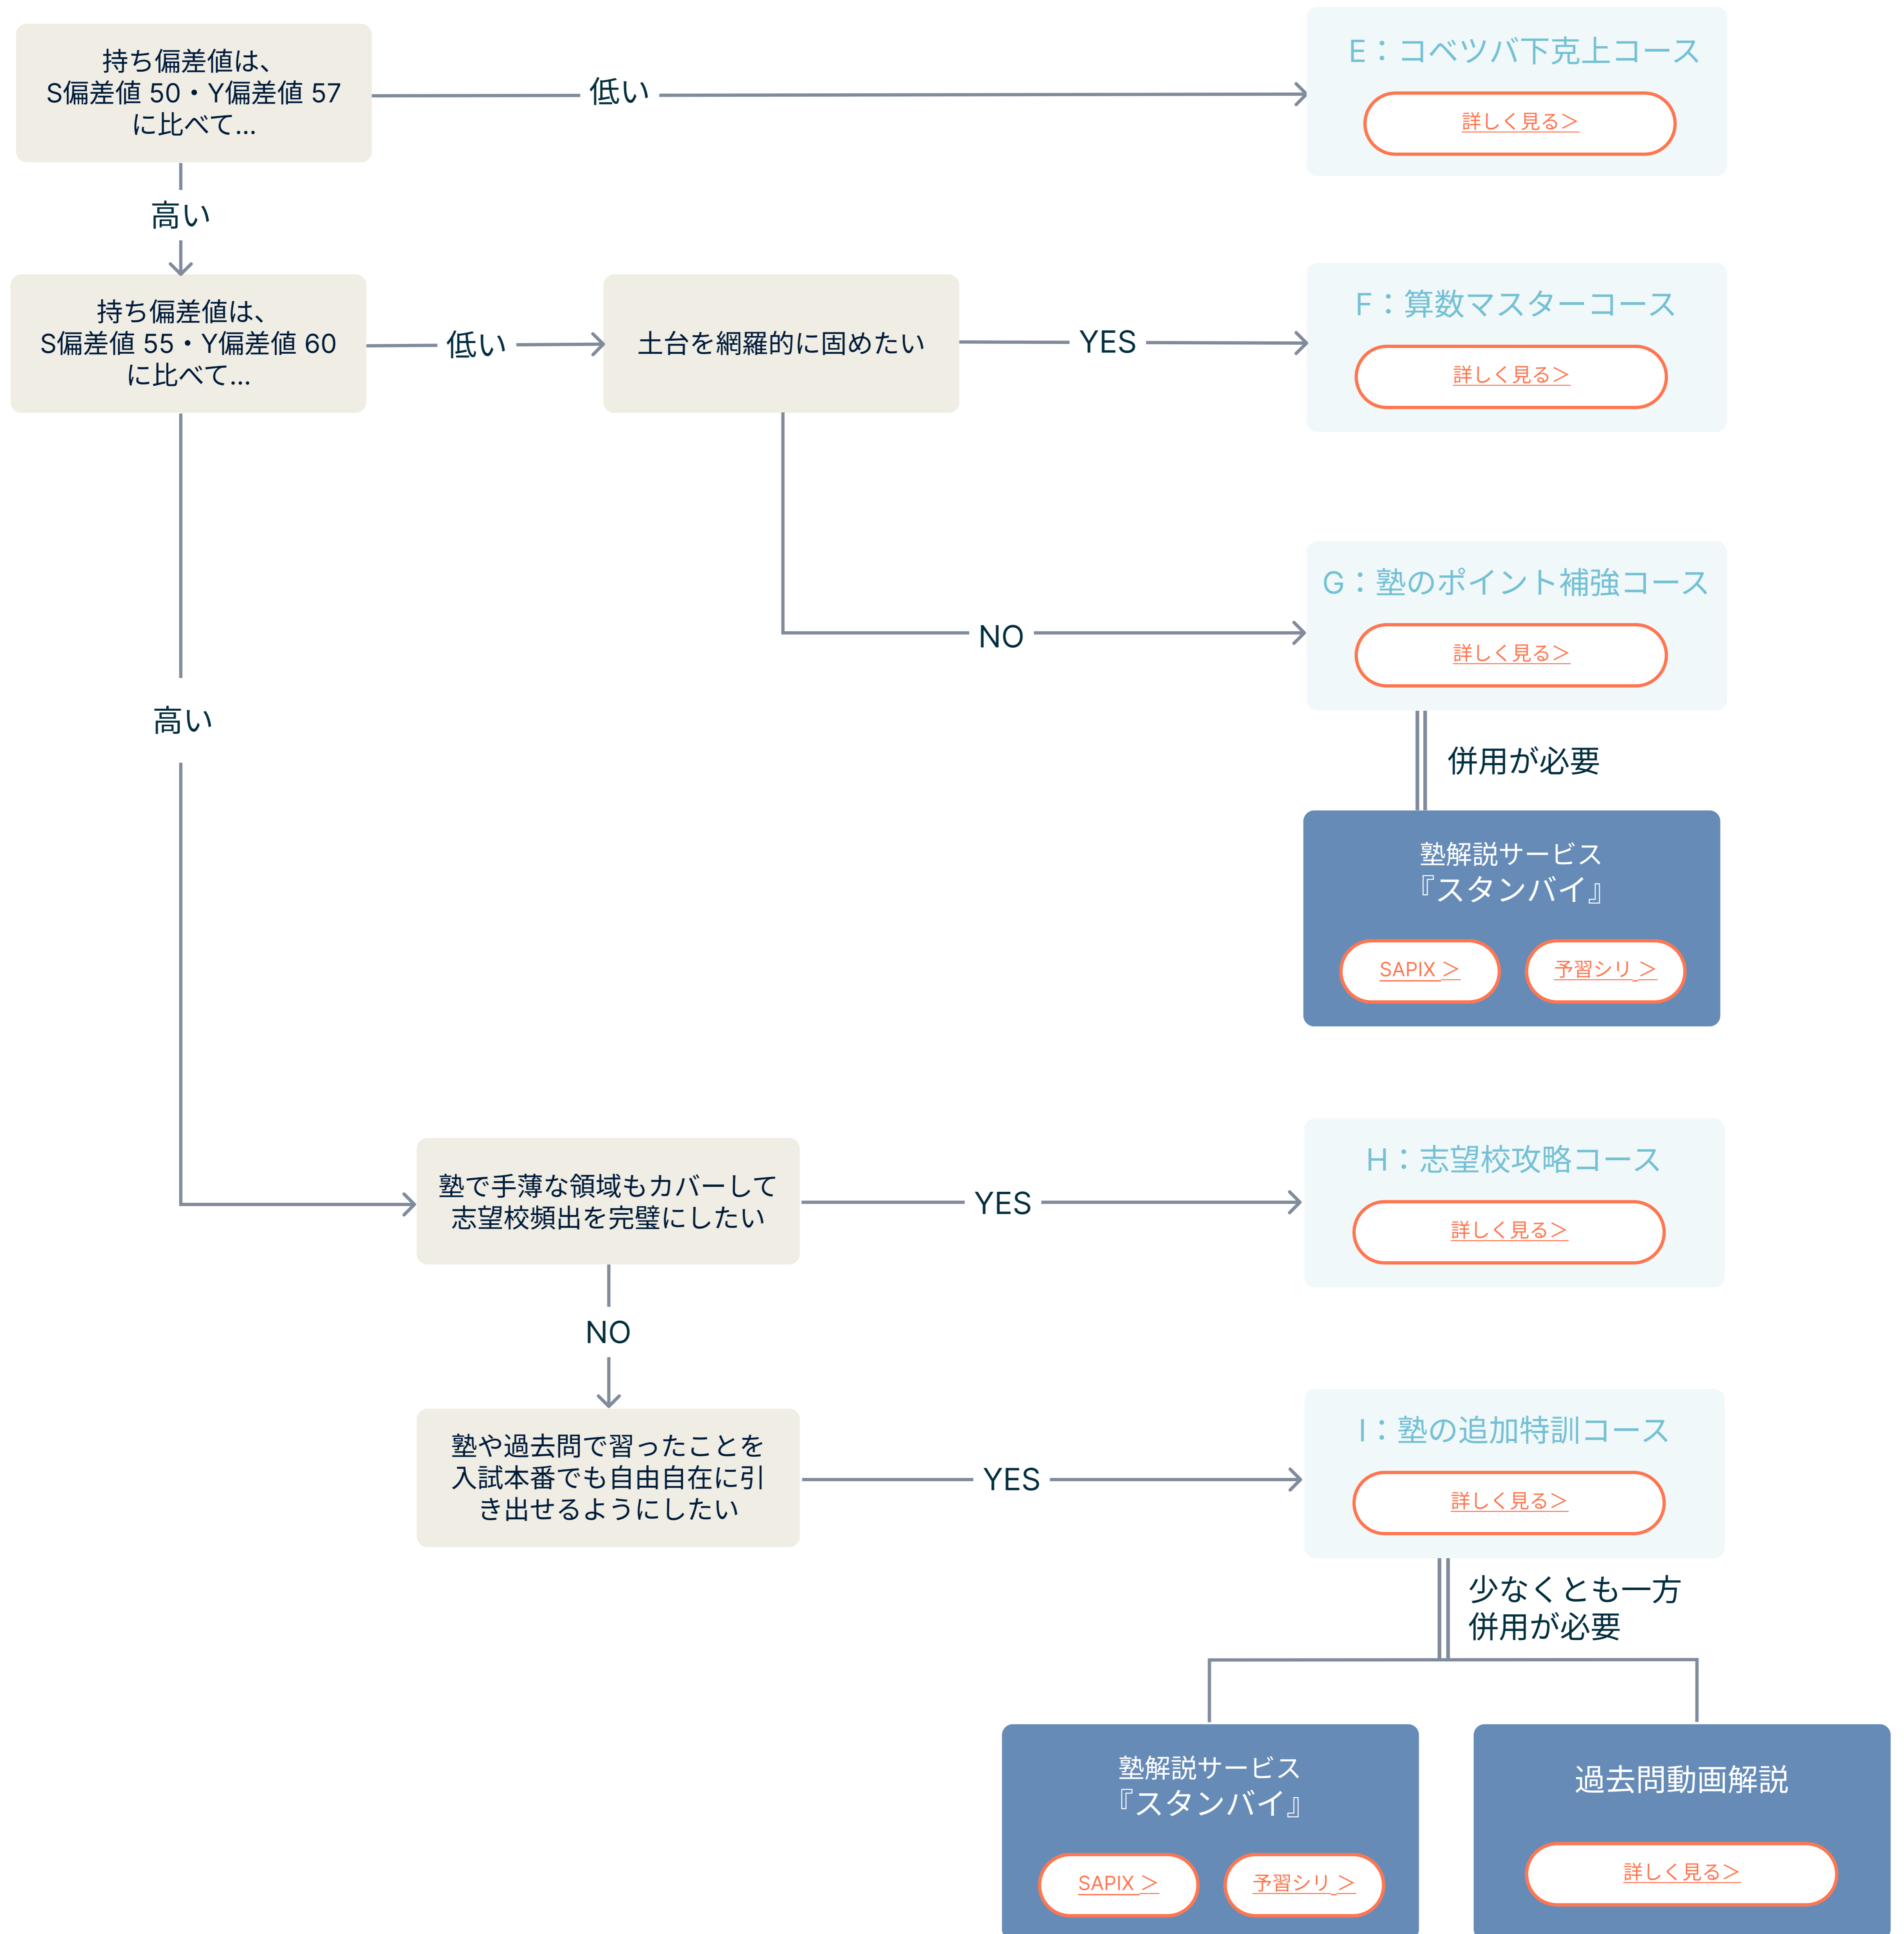 持ち偏差値は、
S偏差値 50・Y偏差値 57
に比べて...
低い
E：コベツバ下克上コース
詳しく見る＞
高い
持ち偏差値は、
S偏差値 55・Y偏差値 60
に比べて...
低い
土台を網羅的に固めたい
YES
F：算数マスターコース
詳しく見る＞
NO
G：塾のポイント補強コース
詳しく見る＞
高い
併用が必要
塾解説サービス
『スタンバイ』
SAPIX ＞
予習シリ ＞
塾で手薄な領域もカバーして
志望校頻出を完璧にしたい
YES
H：志望校攻略コース
詳しく見る＞
NO
塾や過去問で習ったことを
入試本番でも自由自在に引
き出せるようにしたい
YES
I：塾の追加特訓コース
詳しく見る＞
少なくとも一方
併用が必要
塾解説サービス
『スタンバイ』
SAPIX ＞
予習シリ ＞
過去問動画解説
詳しく見る＞